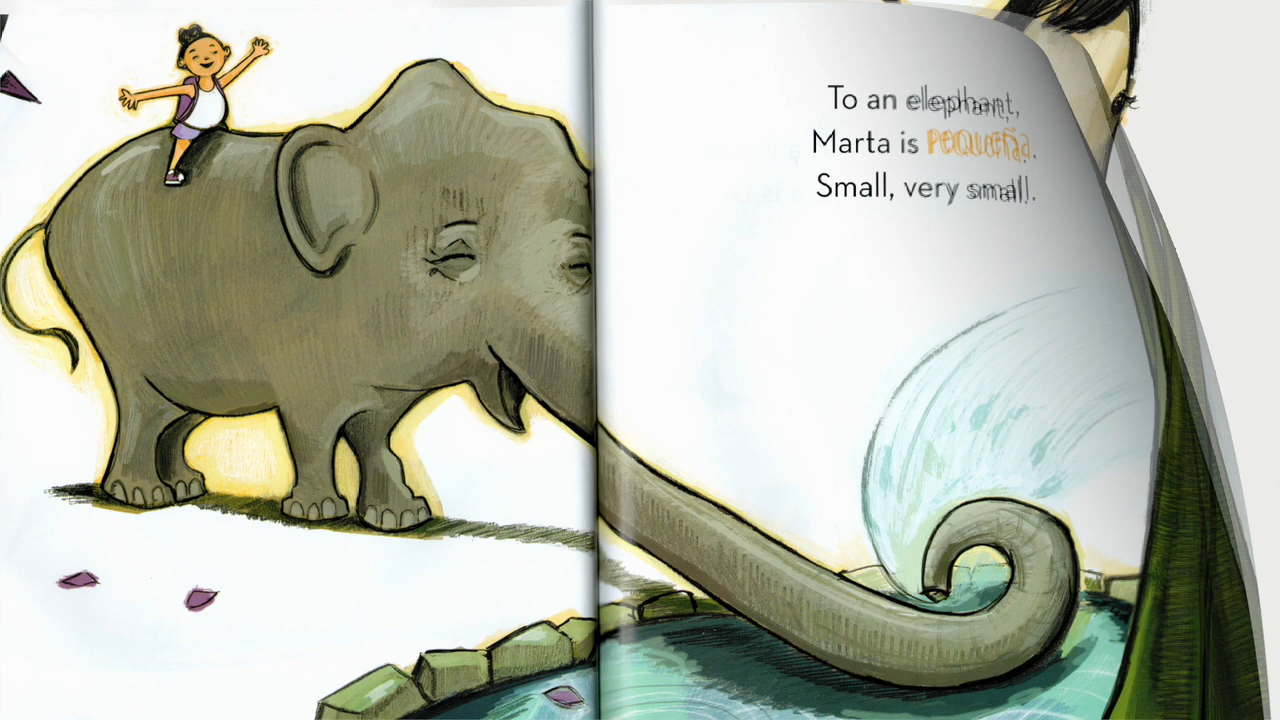 To an elephant,
Marta is PEQUEÑA.
Small, very small.